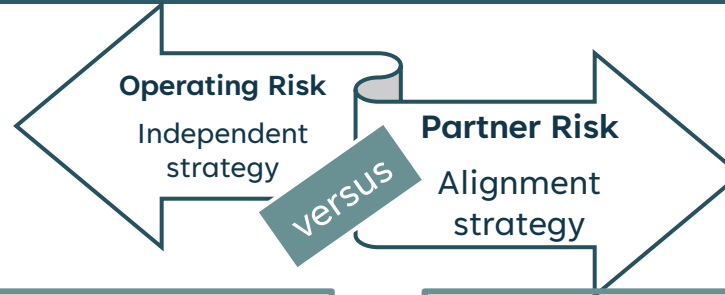 Operating Risk
Independent
strategy
versus
Partner Risk
Alignment
strategy